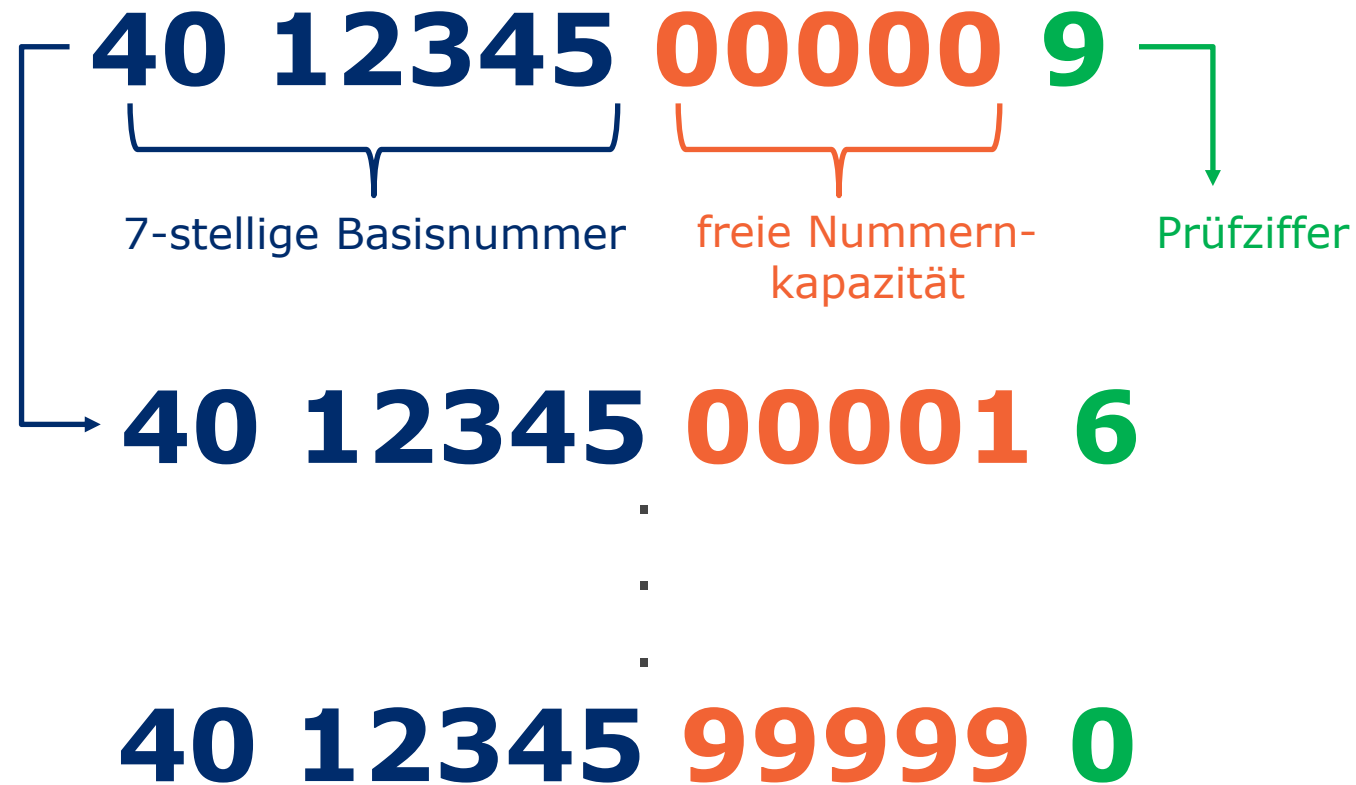 40 12345 00000 9
7-stellige Basisnummer
freie Nummern-
kapazität
Prüfziffer
40 12345 00001 6
.
.
.
40 12345 99999 0